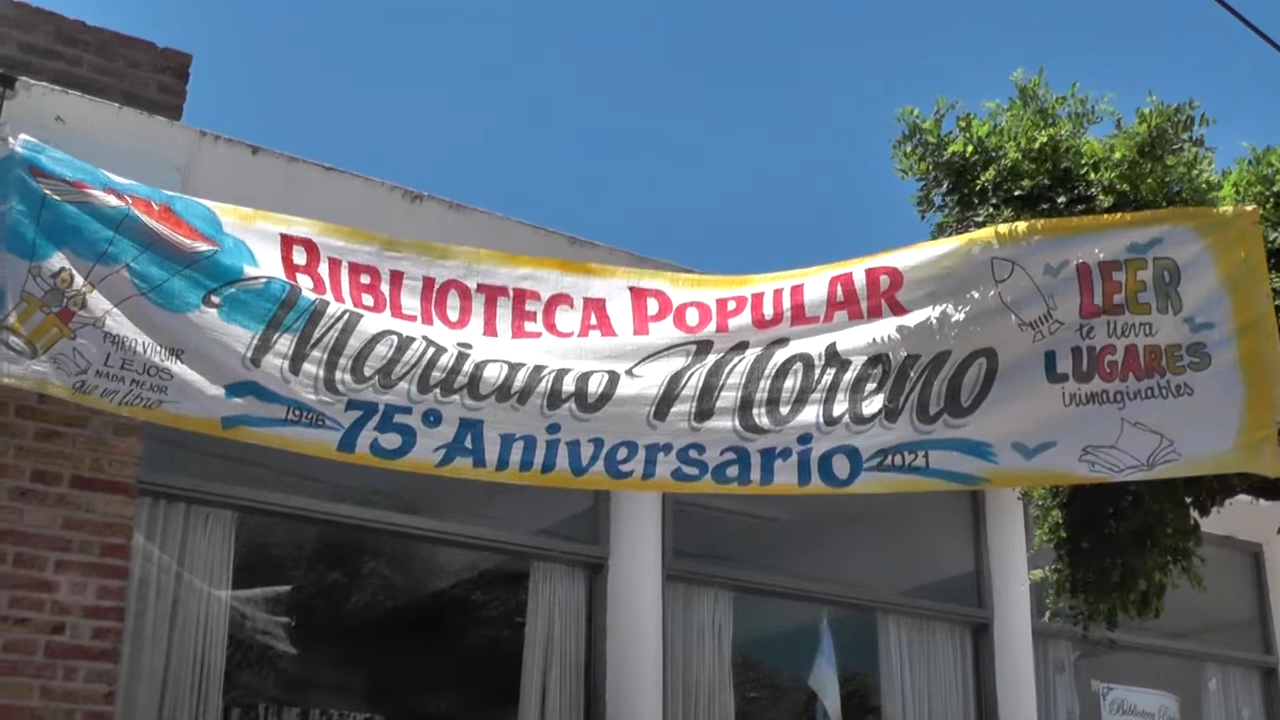 BIBLIOTECA POPULAR
Mariano Moreno
1946 75° Aniversario 2021
PARA VIAJAR
LEJOS
NADA MEJOR
que un libro
LEER
te lleva
LUGARES
inimaginables
Biblioteca